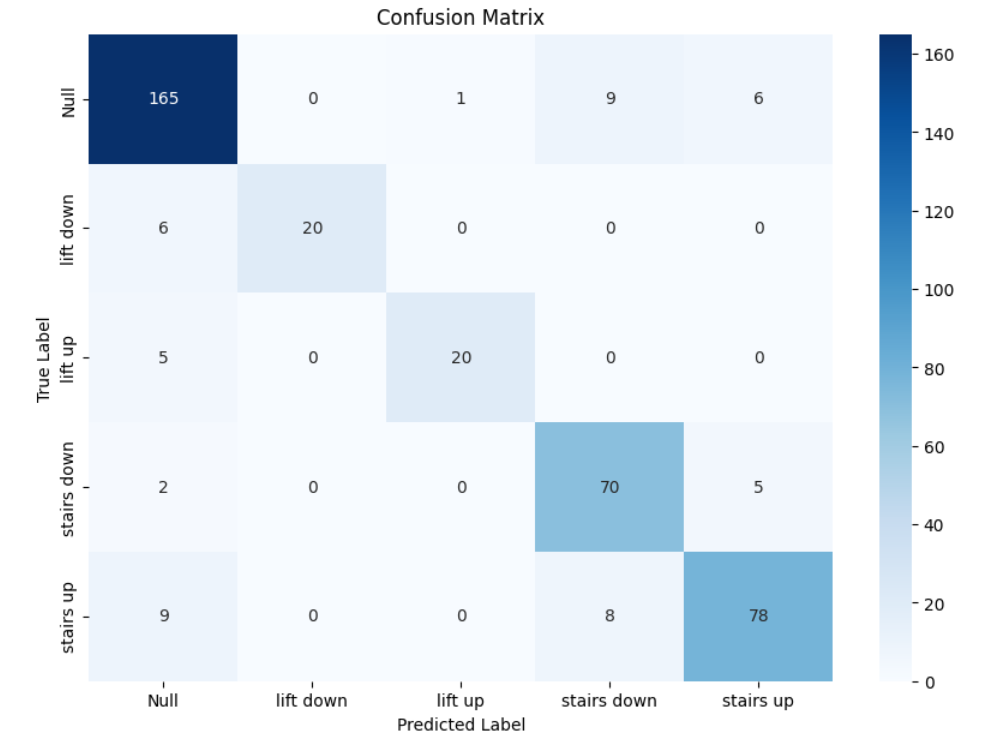 Confusion Matrix
True Label
Null 165 0 1 9 6
lift down 6 20 0 0 0
lift up 5 0 20 0 0
stairs down 2 0 0 70 5
stairs up 9 0 0 8 78
Null lift down lift up stairs down stairs up
Predicted Label
160
140
120
100
80
60
40
20
0